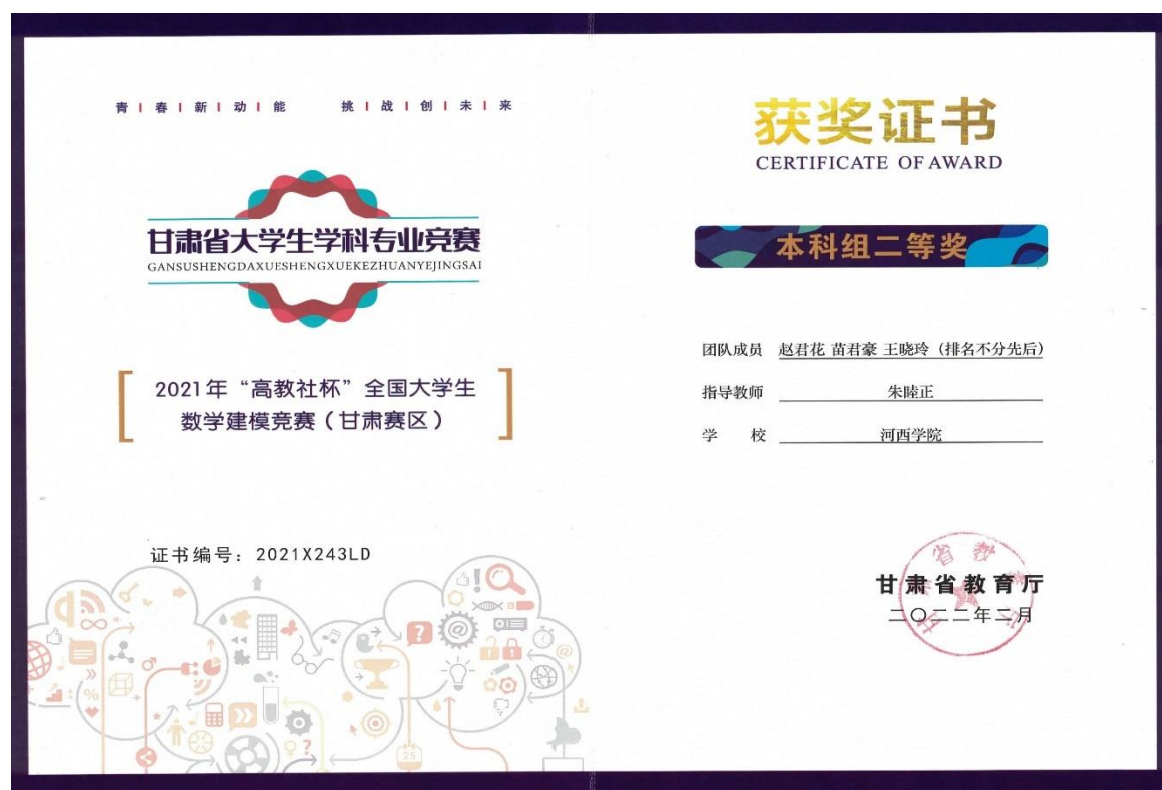 青|春|新|动|能 挑|战|创|未|来
甘肃省大学生学科专业竞赛
GANSUSHENGDAXUESHENGXUEKEZHUANYEJINGSAI
2021年“高教社杯”全国大学生
数学建模竞赛(甘肃赛区)
证书编号:2021X243LD
25
获奖证书
CERTIFICATE OF AWARD
本科组二等奖
团队成员 赵君花 苗君豪 王晓玲(排名不分先后)
指导教师 朱睦正
学 校 河西学院
甘肃省教育厅
二〇二二年二月